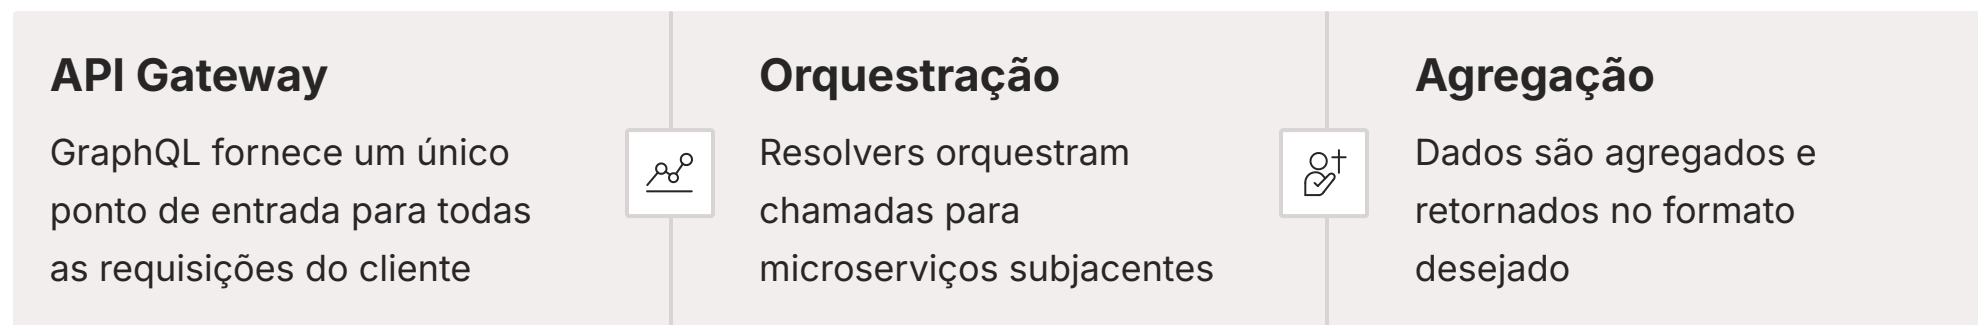 API Gateway
GraphQL fornece um único
ponto de entrada para todas
as requisições do cliente
Orquestração
Resolvers orquestram
chamadas para
microserviços subjacentes
Agregação
Dados são agregados e
retornados no formato
desejado